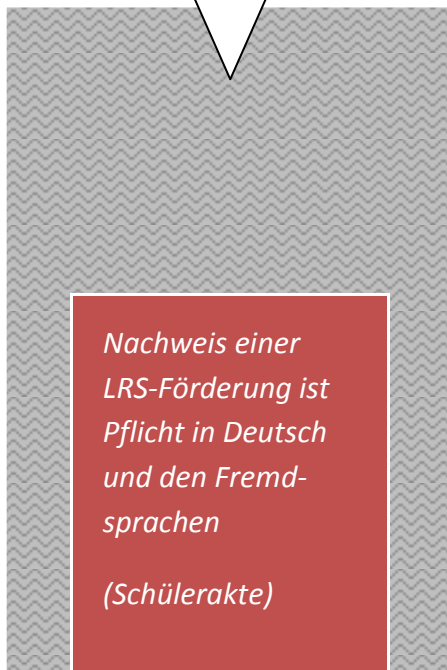 Nachweis einer
LRS-Förderung ist
Pflicht in Deutsch
und den Fremd-
sprachen
(Schülerakte)